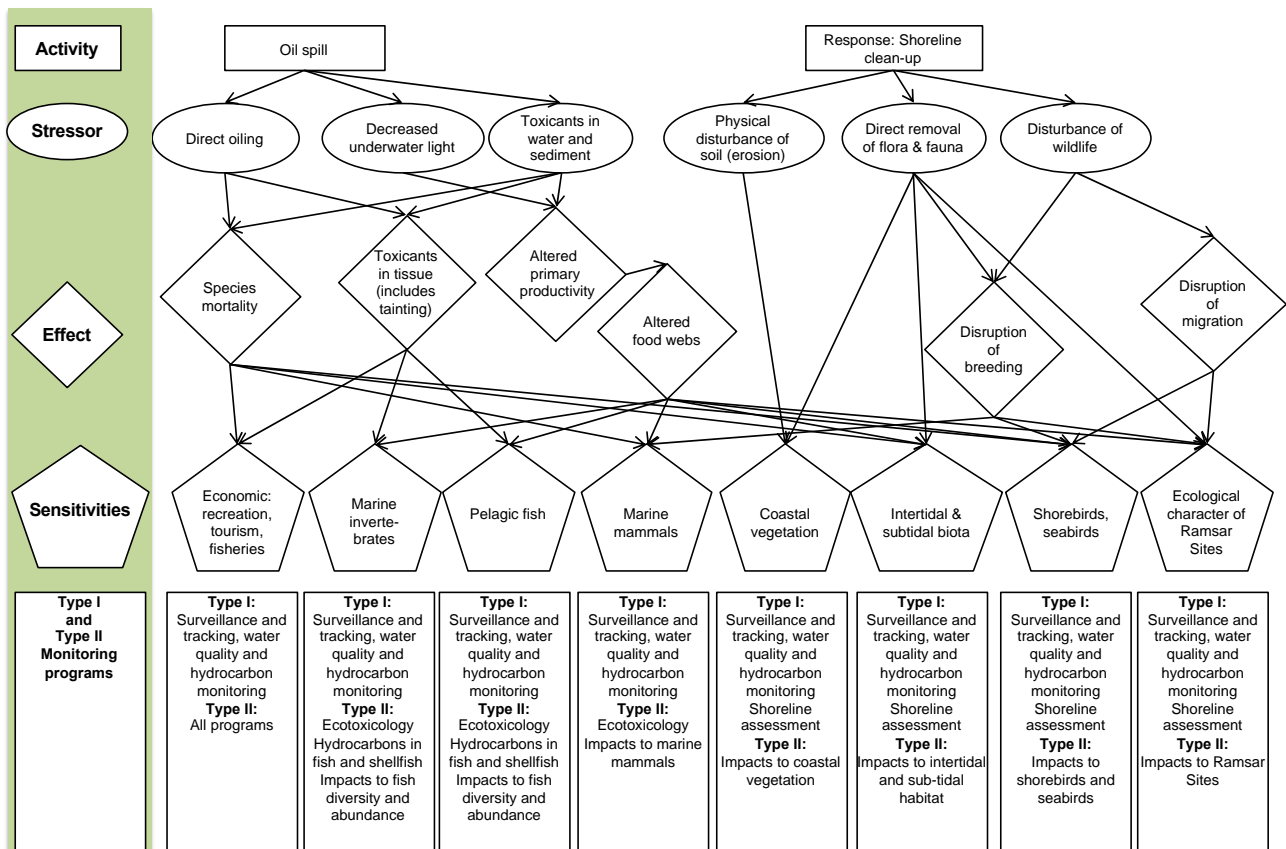 Activity
Oil spill
Response: Shoreline
clean-up
Stressor
Direct oiling
Decreased
underwater light
Toxicants in
water and
sediment
Physical
disturbance of
soil (erosion)
Direct removal
of flora & fauna
Disturbance of
wildlife
Effect
Species
mortality
Toxicants
in tissue
(includes
tainting)
Altered
primary
productivity
Altered
food webs
Disruption
of
breeding
Disruption
of
migration
Sensitivities
Economic:
recreation,
tourism,
fisheries
Marine
inverte-
brates
Pelagic fish
Marine
mammals
Coastal
vegetation
Intertidal &
subtidal biota
Shorebirds,
seabirds
Ecological
character of
Ramsar
Sites
Type I
and
Type II
Monitoring
programs
Type I:
Surveillance and
tracking, water
quality and
hydrocarbon
monitoring
Type II:
All programs
Type I:
Surveillance and
tracking, water
quality and
hydrocarbon
monitoring
Type II:
Ecotoxicology
Hydrocarbons in
fish and shellfish
Impacts to fish
diversity and
abundance
Type I:
Surveillance and
tracking, water
quality and
hydrocarbon
monitoring
Type II:
Ecotoxicology
Hydrocarbons in
fish and shellfish
Impacts to fish
diversity and
abundance
Type I:
Surveillance and
tracking, water
quality and
hydrocarbon
monitoring
Type II:
Ecotoxicology
Impacts to marine
mammals
Type I:
Surveillance and
tracking, water
quality and
hydrocarbon
monitoring
Shoreline
assessment
Type II:
Impacts to coastal
vegetation
Type I:
Surveillance and
tracking, water
quality and
hydrocarbon
monitoring
Shoreline
assessment
Type II:
Impacts to intertidal
and sub-tidal
habitat
Type I:
Surveillance and
tracking, water
quality and
hydrocarbon
monitoring
Shoreline
assessment
Type II:
Impacts to
shorebirds and
seabirds
Type I:
Surveillance and
tracking, water
quality and
hydrocarbon
monitoring
Shoreline
assessment
Type II:
Impacts to Ramsar
Sites